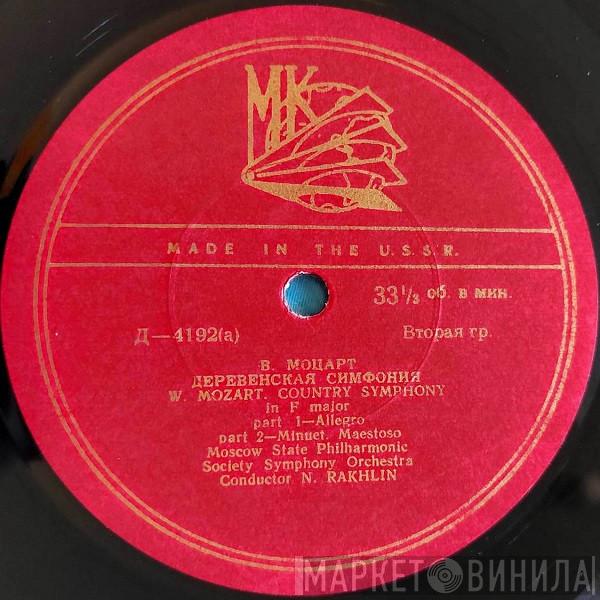 МК
MADE IN THE U.S.S.R.
33⅓ об. в мин.
Д—4192(а)
Вторая гр.
В. МОЦАРТ
ДЕРЕВЕНСКАЯ СИМФОНИЯ
W. MOZART. COUNTRY SYMPHONY
in F major
part 1—Allegro
part 2—Minuet. Maestoso
Moscow State Philharmonic
Society Symphony Orchestra
Conductor N. RAKHLIN
МАРКЕТ ВИНИЛА